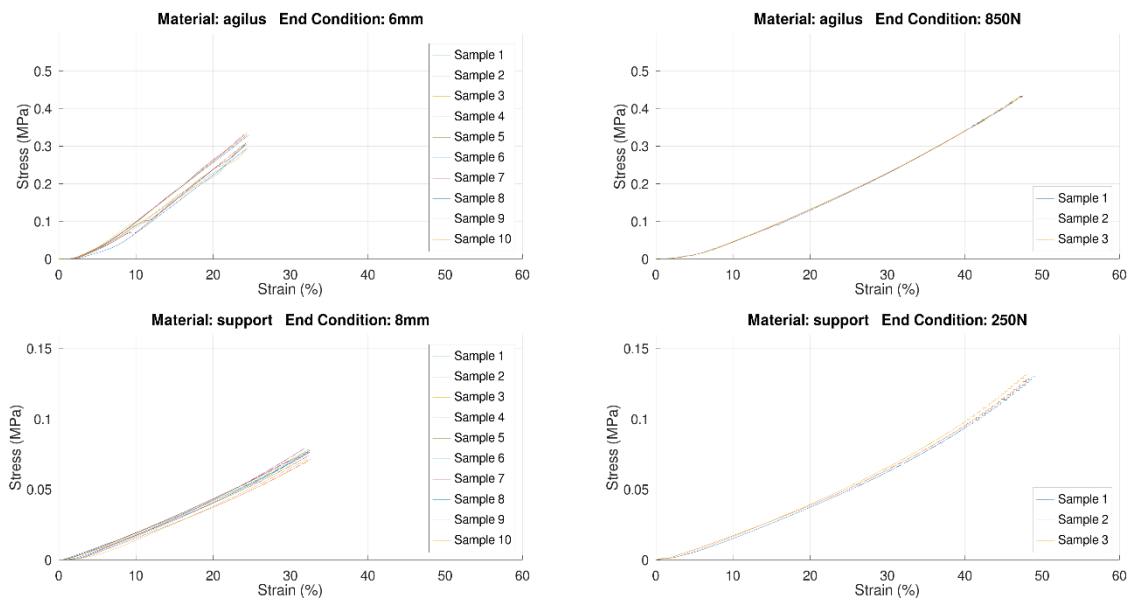 Material: agilus End Condition: 6mm
Stress (MPa)
0.5
0.4
0.3
0.2
0.1
0
0 10 20 30 40 50 60
Strain (%)
Sample 1
Sample 2
Sample 3
Sample 4
Sample 5
Sample 6
Sample 7
Sample 8
Sample 9
Sample 10
Material: agilus End Condition: 850N
Stress (MPa)
0.5
0.4
0.3
0.2
0.1
0
0 10 20 30 40 50 60
Strain (%)
Sample 1
Sample 2
Sample 3
Material: support End Condition: 8mm
Stress (MPa)
0.15
0.1
0.05
0
0 10 20 30 40 50 60
Strain (%)
Sample 1
Sample 2
Sample 3
Sample 4
Sample 5
Sample 6
Sample 7
Sample 8
Sample 9
Sample 10
Material: support End Condition: 250N
Stress (MPa)
0.15
0.1
0.05
0
0 10 20 30 40 50 60
Strain (%)
Sample 1
Sample 2
Sample 3